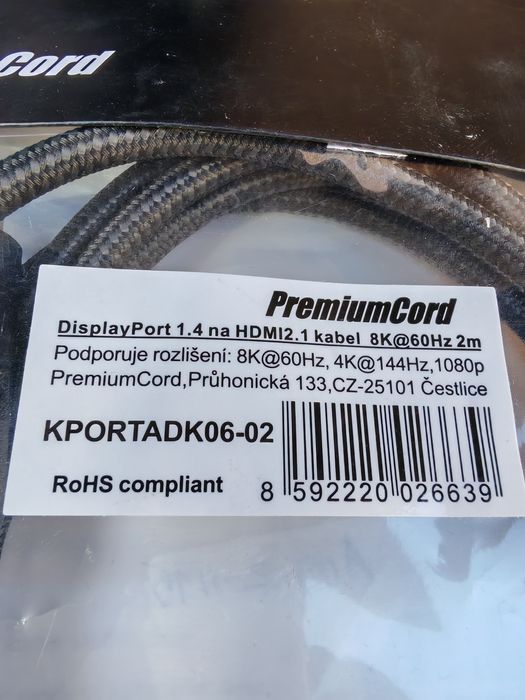 Cord
PremiumCord
DisplayPort 1.4 na HDMI2.1 kabel 8K@60Hz 2m
Podporuje rozlišení: 8K@60Hz, 4K@144Hz,1080p
PremiumCord,Průhonická 133,CZ-25101 Čestlice
KPORTADK06-02
RoHS compliant
8 592220 026639